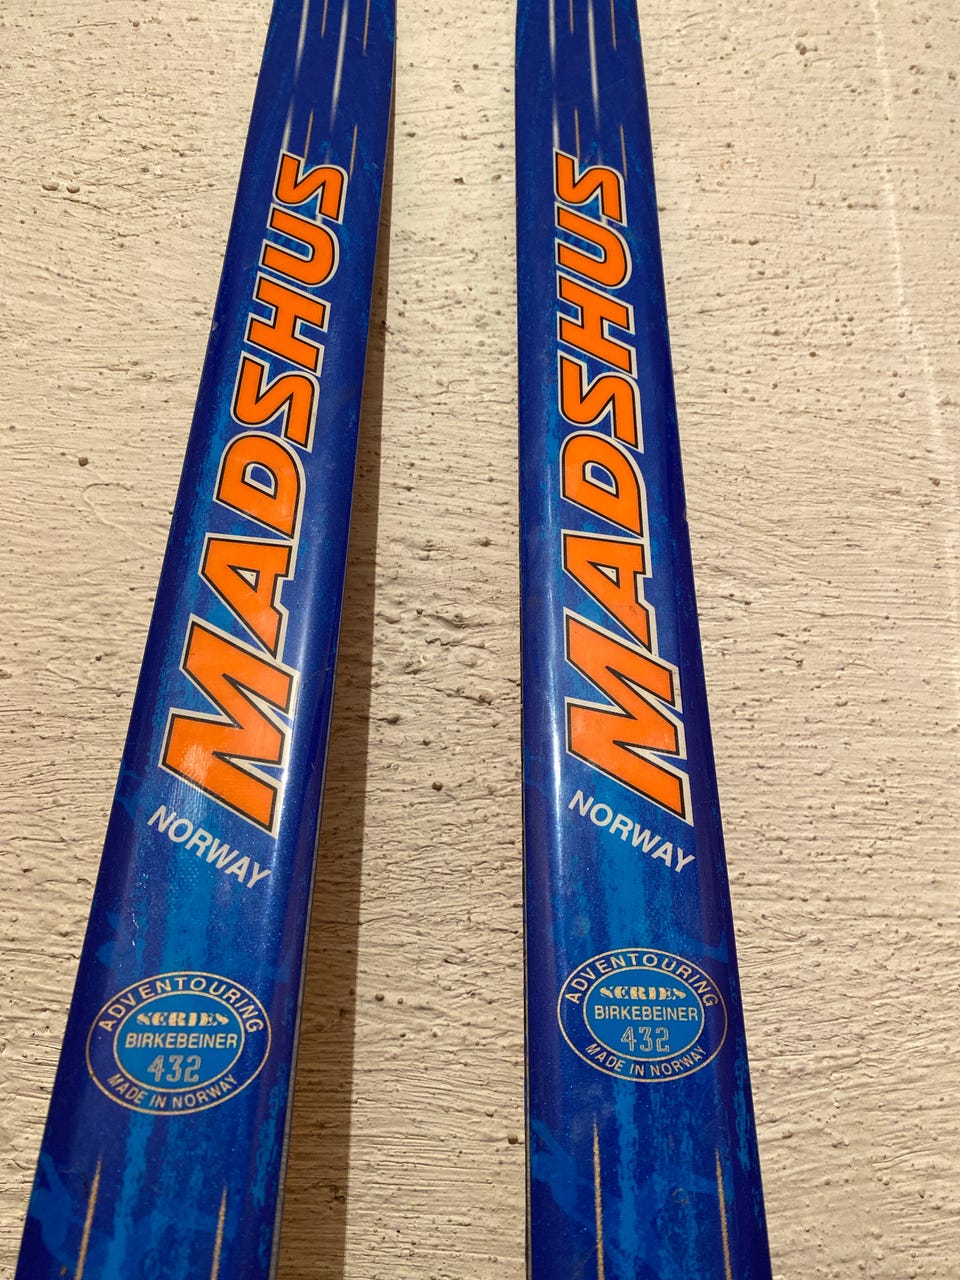 MADSHUS
NORWAY
ADVENTOURING
SERIES
BIRKEBEINER
432
MADE IN NORWAY
MADSHUS
NORWAY
ADVENTOURING
SERIES
BIRKEBEINER
432
MADE IN NORWAY